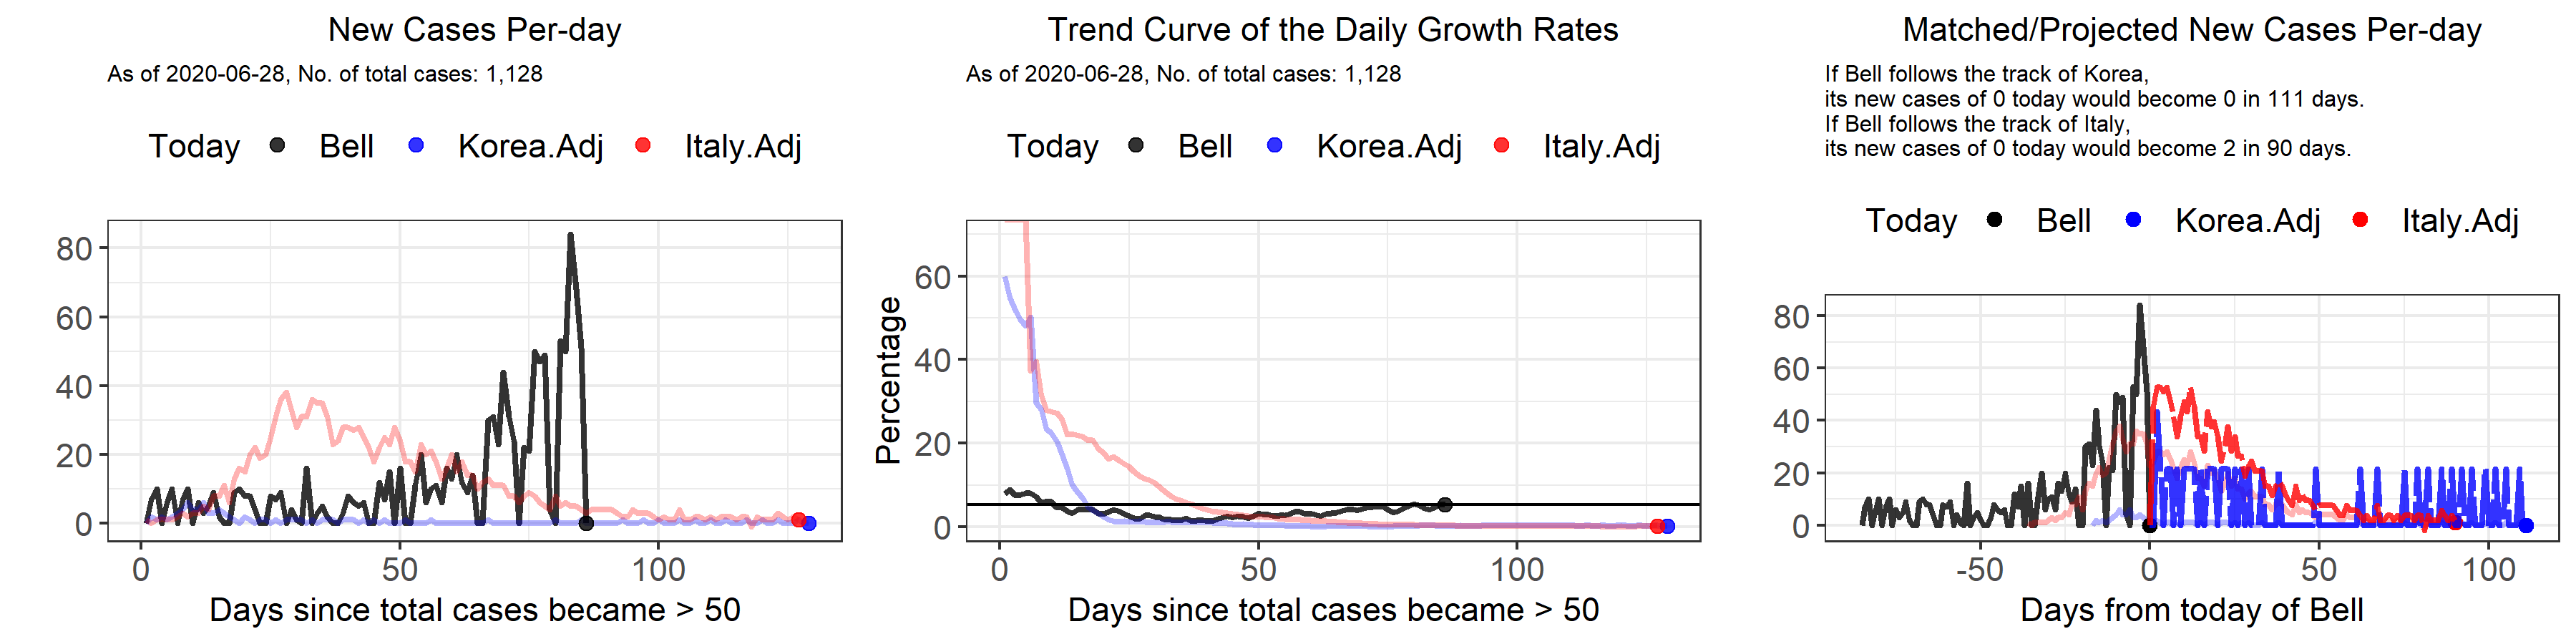 New Cases Per-day
As of 2020-06-28, No. of total cases: 1,128
Today Bell Korea.Adj Italy.Adj
80
60
40
20
0
0 50 100
Days since total cases became > 50
Trend Curve of the Daily Growth Rates
As of 2020-06-28, No. of total cases: 1,128
Today Bell Korea.Adj Italy.Adj
Percentage
60
40
20
0
0 50 100
Days since total cases became > 50
Matched/Projected New Cases Per-day
If Bell follows the track of Korea,
its new cases of 0 today would become 0 in 111 days.
If Bell follows the track of Italy,
its new cases of 0 today would become 2 in 90 days.
Today Bell Korea.Adj Italy.Adj
80
60
40
20
0
-50 0 50 100
Days from today of Bell